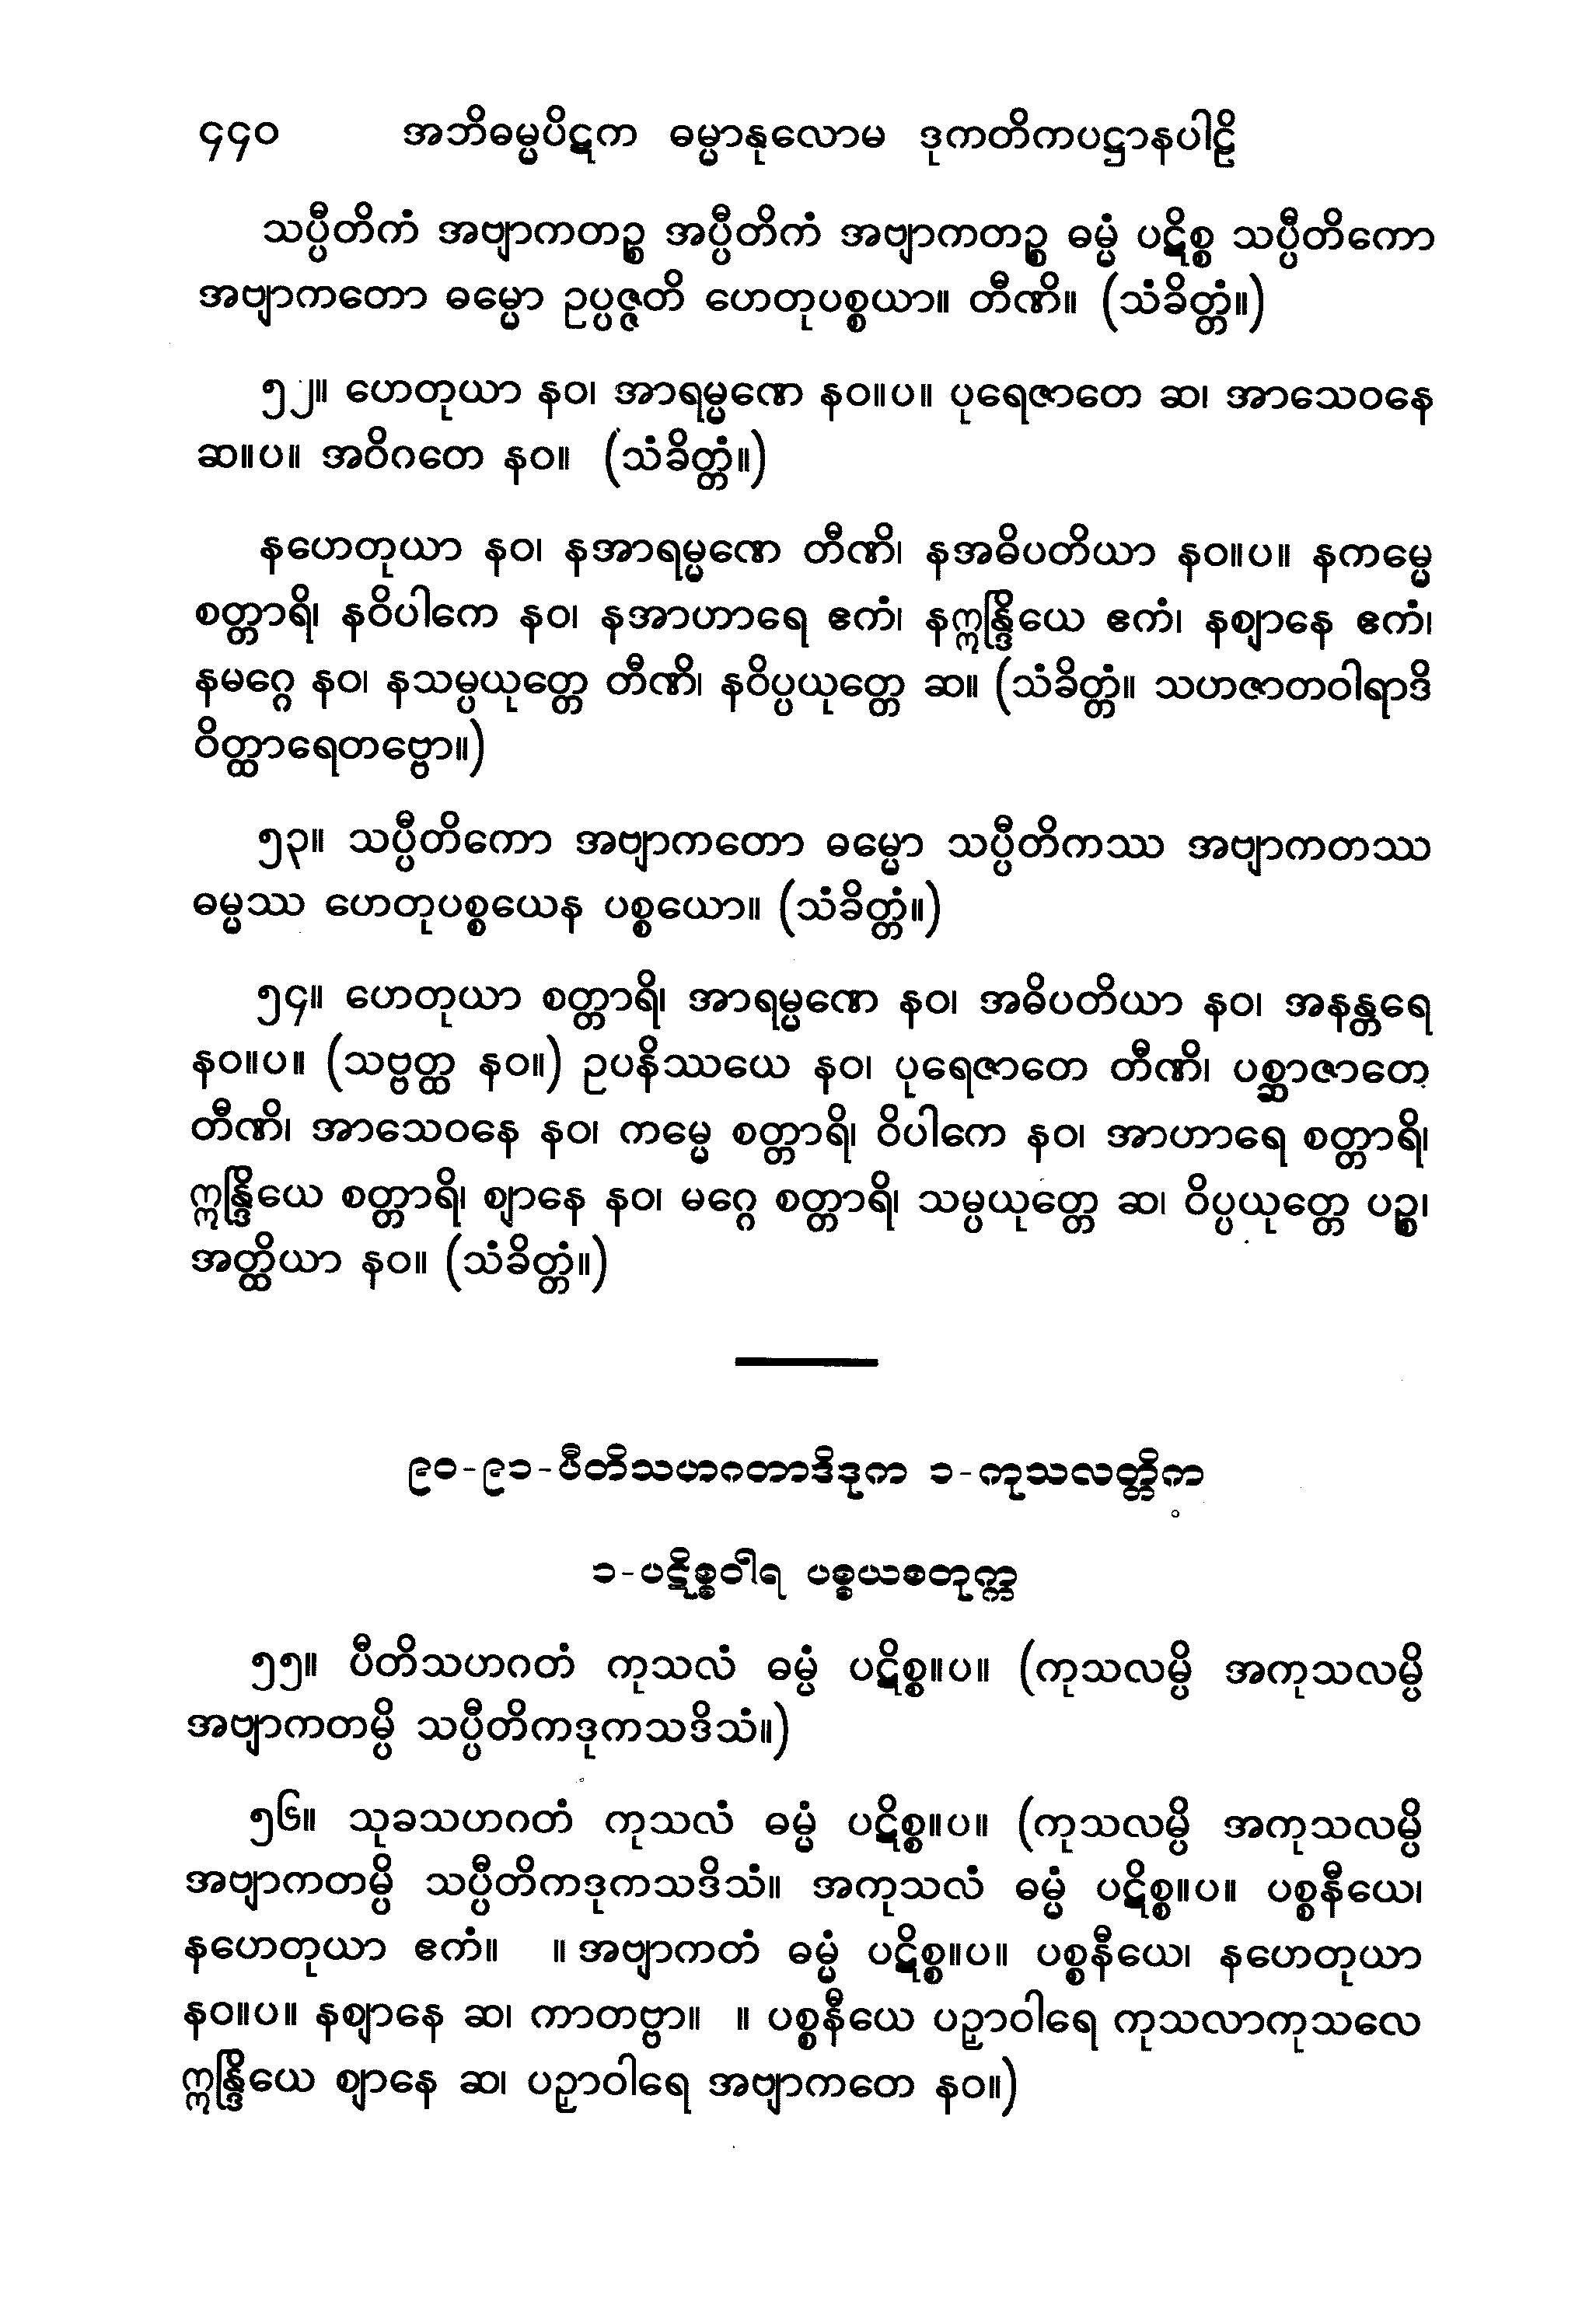 ၄၄၀ အဘိဓမ္မပိဋက ဓမ္မာနုလောမ ဒုကတိကပဋ္ဌာနပါဠိ
သပ္ပီတိကံ အဗျာကတဉ္စ အပ္ပီတိကံ အဗျာကတဉ္စ ဓမ္မံ ပဋိစ္စ သပ္ပီတိကော
အဗျာကတော ဓမ္မော ဥပ္ပဇ္ဇတိ ဟေတုပစ္စယာ။ တီဏိ။ (သံခိတ္တံ။)
၅၂။ ဟေတုယာ နဝ၊ အာရမ္မဏေ နဝ။ပ။ ပုရေဇာတေ ဆ၊ အာသေဝနေ
ဆ။ပ။ အဝိဂတေ နဝ။ (သံခိတ္တံ။)
နဟေတုယာ နဝ၊ နအာရမ္မဏေ တီဏိ၊ နအဓိပတိယာ နဝ။ပ။ နကမ္မေ
စတ္တာရိ၊ နဝိပါကေ နဝ၊ နအာဟာရေ ဧကံ၊ နဣန္ဒြိယေ ဧကံ၊ နဈာနေ ဧကံ၊
နမဂ္ဂေ နဝ၊ နသမ္ပယုတ္တေ တီဏိ၊ နဝိပ္ပယုတ္တေ ဆ။ (သံခိတ္တံ။ သဟဇာတဝါရာဒိ
ဝိတ္ထာရေတဗ္ဗော။)
၅၃။ သပ္ပီတိကော အဗျာကတော ဓမ္မော သပ္ပီတိကဿ အဗျာကတဿ
ဓမ္မဿ ဟေတုပစ္စယေန ပစ္စယော။ (သံခိတ္တံ။)
၅၄။ ဟေတုယာ စတ္တာရိ၊ အာရမ္မဏေ နဝ၊ အဓိပတိယာ နဝ၊ အနန္တရေ
နဝ။ပ။ (သဗ္ဗတ္ထ နဝ။) ဥပနိဿယေ နဝ၊ ပုရေဇာတေ တီဏိ၊ ပစ္ဆာဇာတေ
တီဏိ၊ အာသေဝနေ နဝ၊ ကမ္မေ စတ္တာရိ၊ ဝိပါကေ နဝ၊ အာဟာရေ စတ္တာရိ၊
ဣန္ဒြိယေ စတ္တာရိ၊ ဈာနေ နဝ၊ မဂ္ဂေ စတ္တာရိ၊ သမ္ပယုတ္တေ ဆ၊ ဝိပ္ပယုတ္တေ ပဉ္စ၊
အတ္ထိယာ နဝ။ (သံခိတ္တံ။)
၉၀-၉၁-ပီတိသဟဂတာဒိဒုက ၁-ကုသလတ္တိက
၁-ပဋိစ္စဝါရ ပစ္စယစတုက္က
၅၅။ ပီတိသဟဂတံ ကုသလံ ဓမ္မံ ပဋိစ္စ။ပ။ (ကုသလမ္ပိ အကုသလမ္ပိ
အဗျာကတမ္ပိ သပ္ပီတိကဒုကသဒိသံ။)
၅၆။ သုခသဟဂတံ ကုသလံ ဓမ္မံ ပဋိစ္စ။ပ။ (ကုသလမ္ပိ အကုသလမ္ပိ
အဗျာကတမ္ပိ သပ္ပီတိကဒုကသဒိသံ။ အကုသလံ ဓမ္မံ ပဋိစ္စ။ပ။ ပစ္စနီယေ၊
နဟေတုယာ ဧကံ။ ။ အဗျာကတံ ဓမ္မံ ပဋိစ္စ။ပ။ ပစ္စနီယေ၊ နဟေတုယာ
နဝ။ပ။ နဈာနေ ဆ၊ ကာတဗ္ဗာ။ ။ ပစ္စနီယေ ပဉှာဝါရေ ကုသလာကုသလေ
ဣန္ဒြိယေ ဈာနေ ဆ၊ ပဉှာဝါရေ အဗျာကတေ နဝ။)